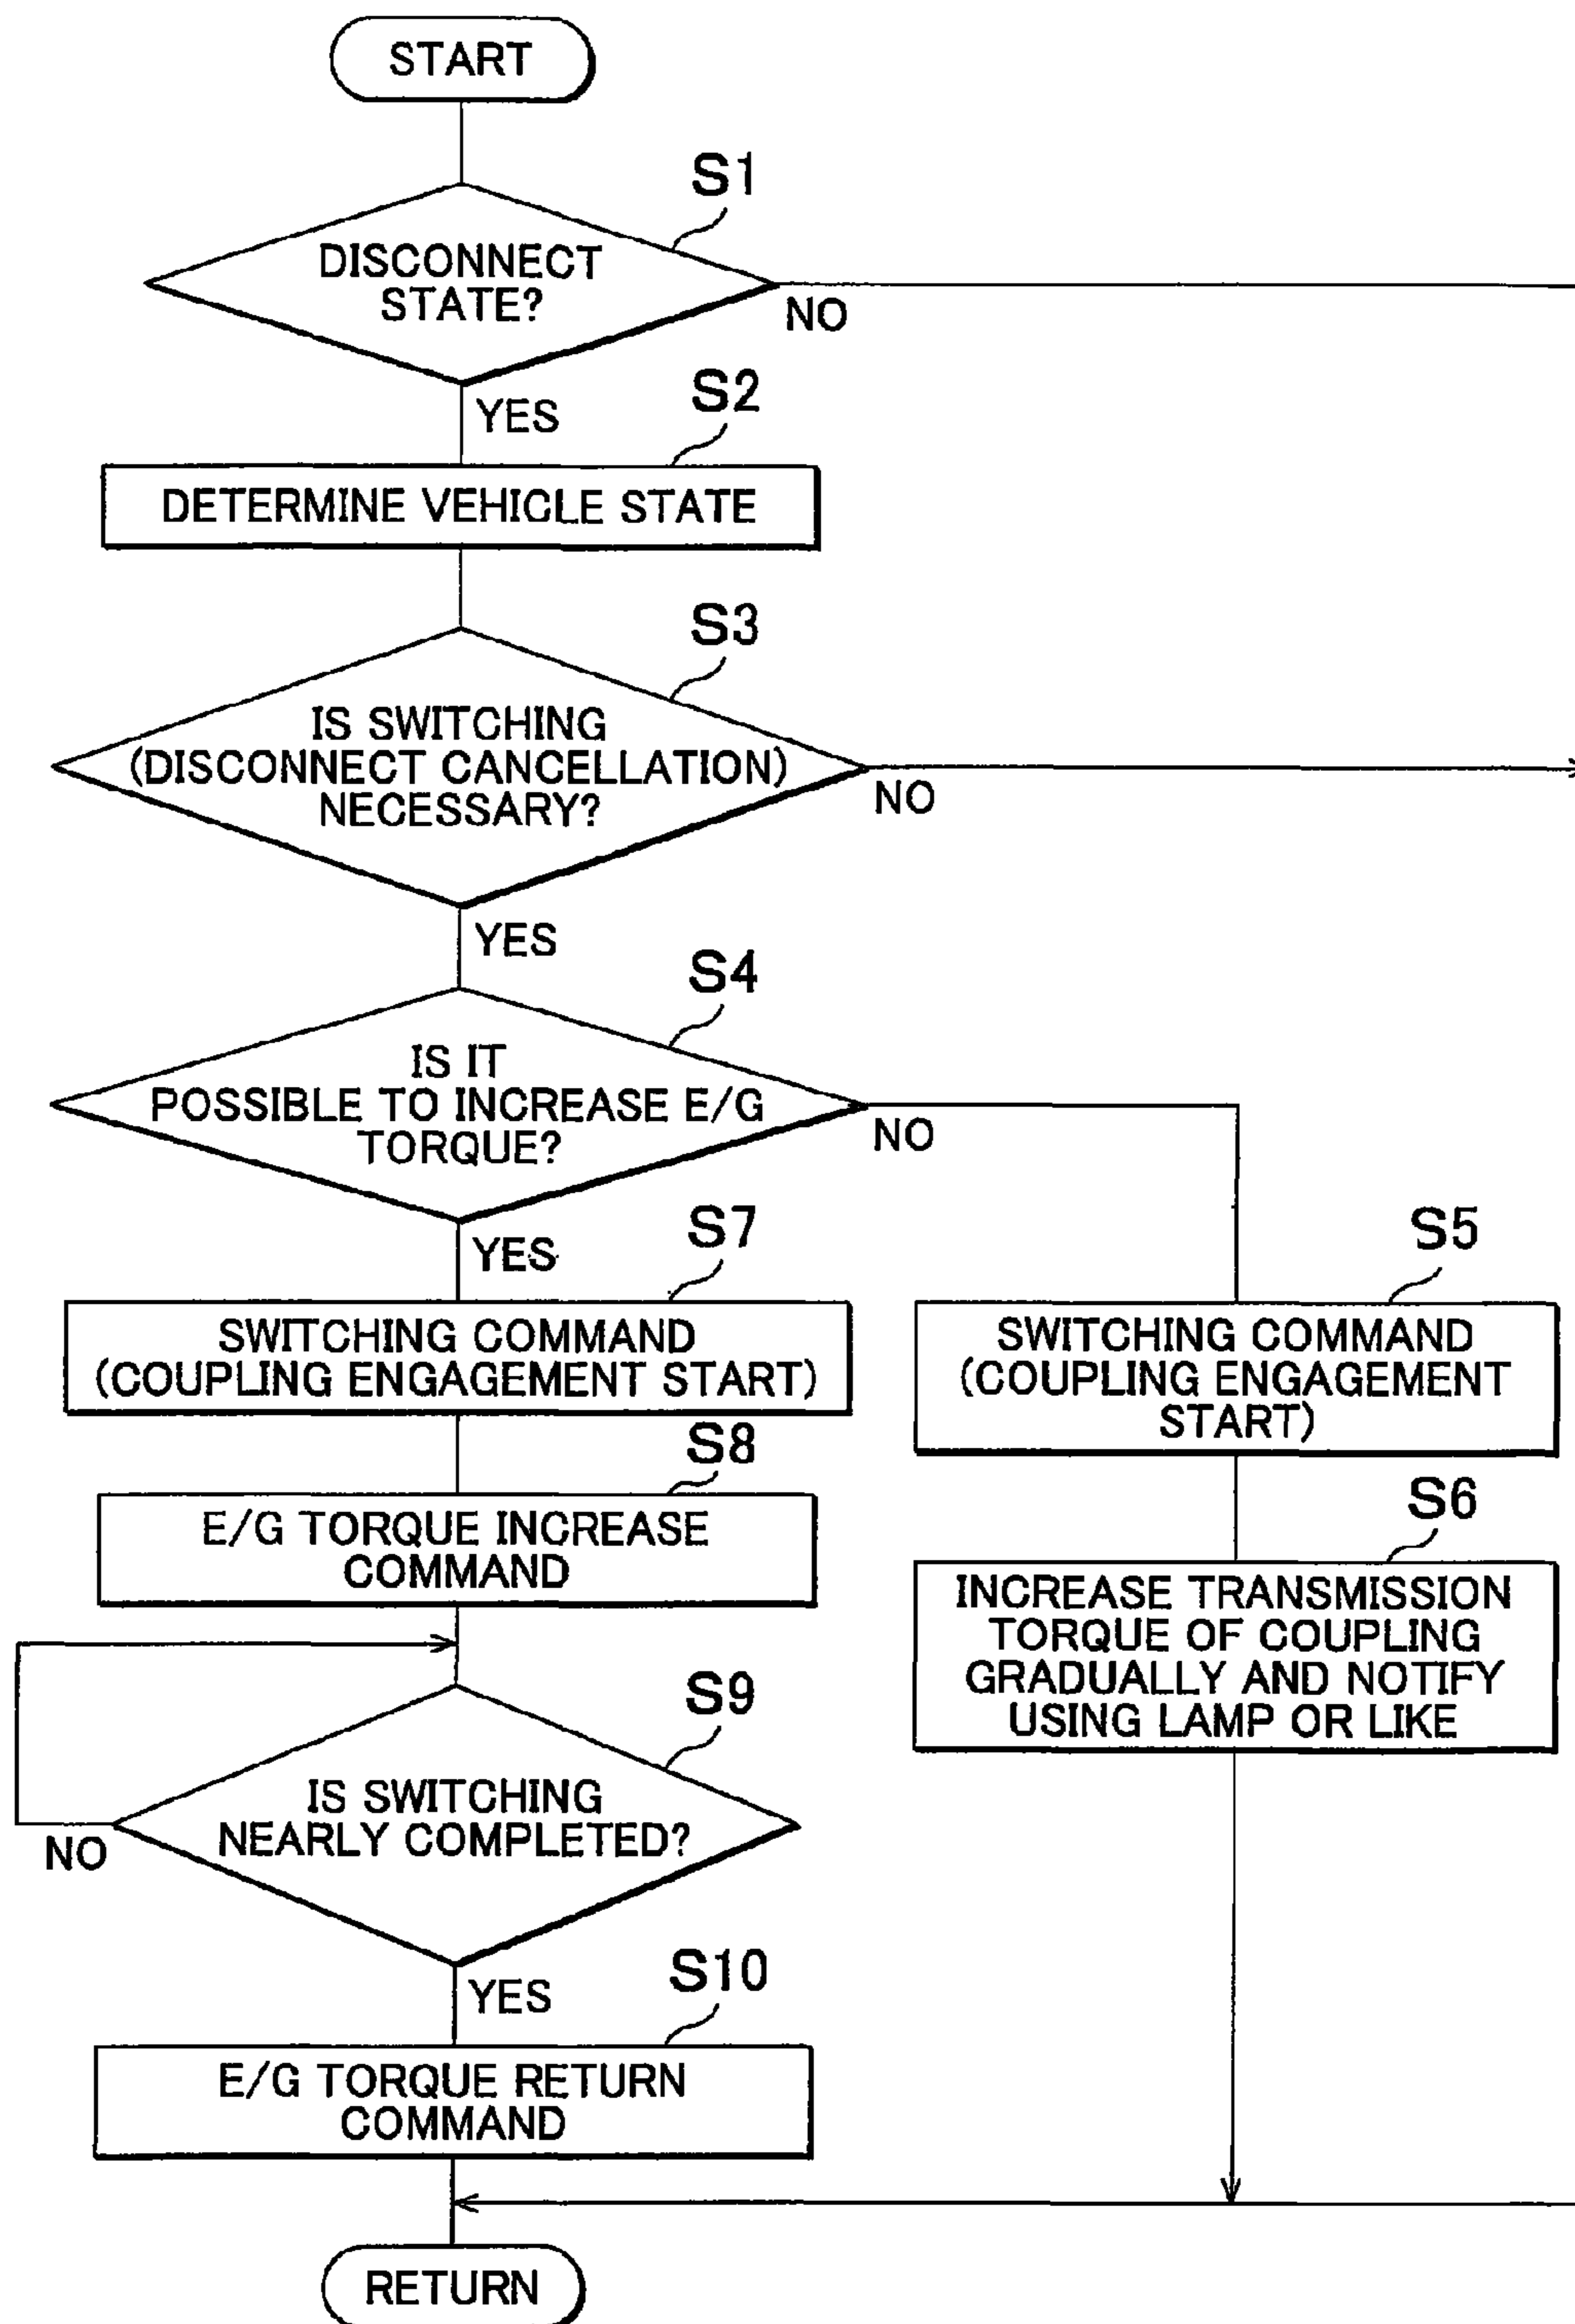 START
S1
DISCONNECT
STATE?
NO
YES
S2
DETERMINE VEHICLE STATE
S3
IS SWITCHING
(DISCONNECT CANCELLATION)
NECESSARY?
NO
YES
S4
IS IT
POSSIBLE TO INCREASE E/G
TORQUE?
NO
YES
S7
SWITCHING COMMAND
(COUPLING ENGAGEMENT START)
S5
SWITCHING COMMAND
(COUPLING ENGAGEMENT
START)
S8
E/G TORQUE INCREASE
COMMAND
S6
INCREASE TRANSMISSION
TORQUE OF COUPLING
GRADUALLY AND NOTIFY
USING LAMP OR LIKE
S9
IS SWITCHING
NEARLY COMPLETED?
NO
YES
S10
E/G TORQUE RETURN
COMMAND
RETURN